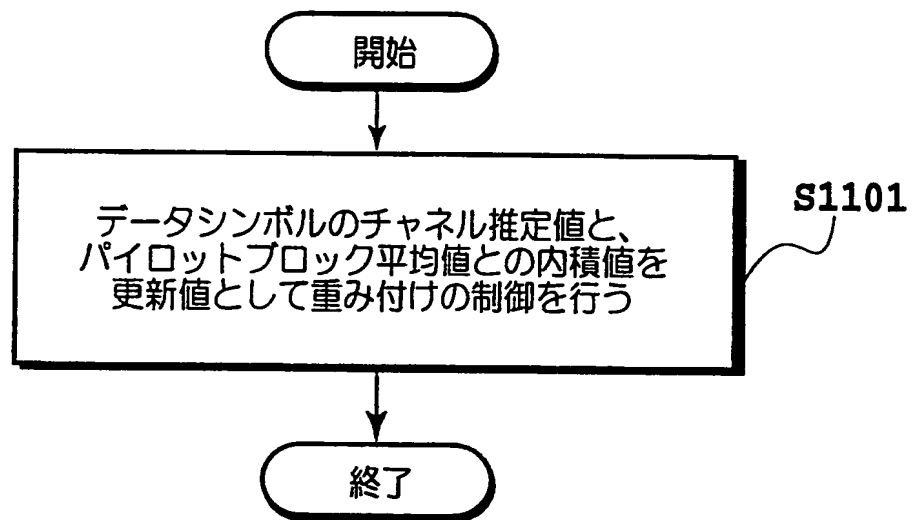 開始
データシンボルのチャネル推定値と、
パイロットブロック平均値との内積値を
更新値として重み付けの制御を行う
S1101
終了